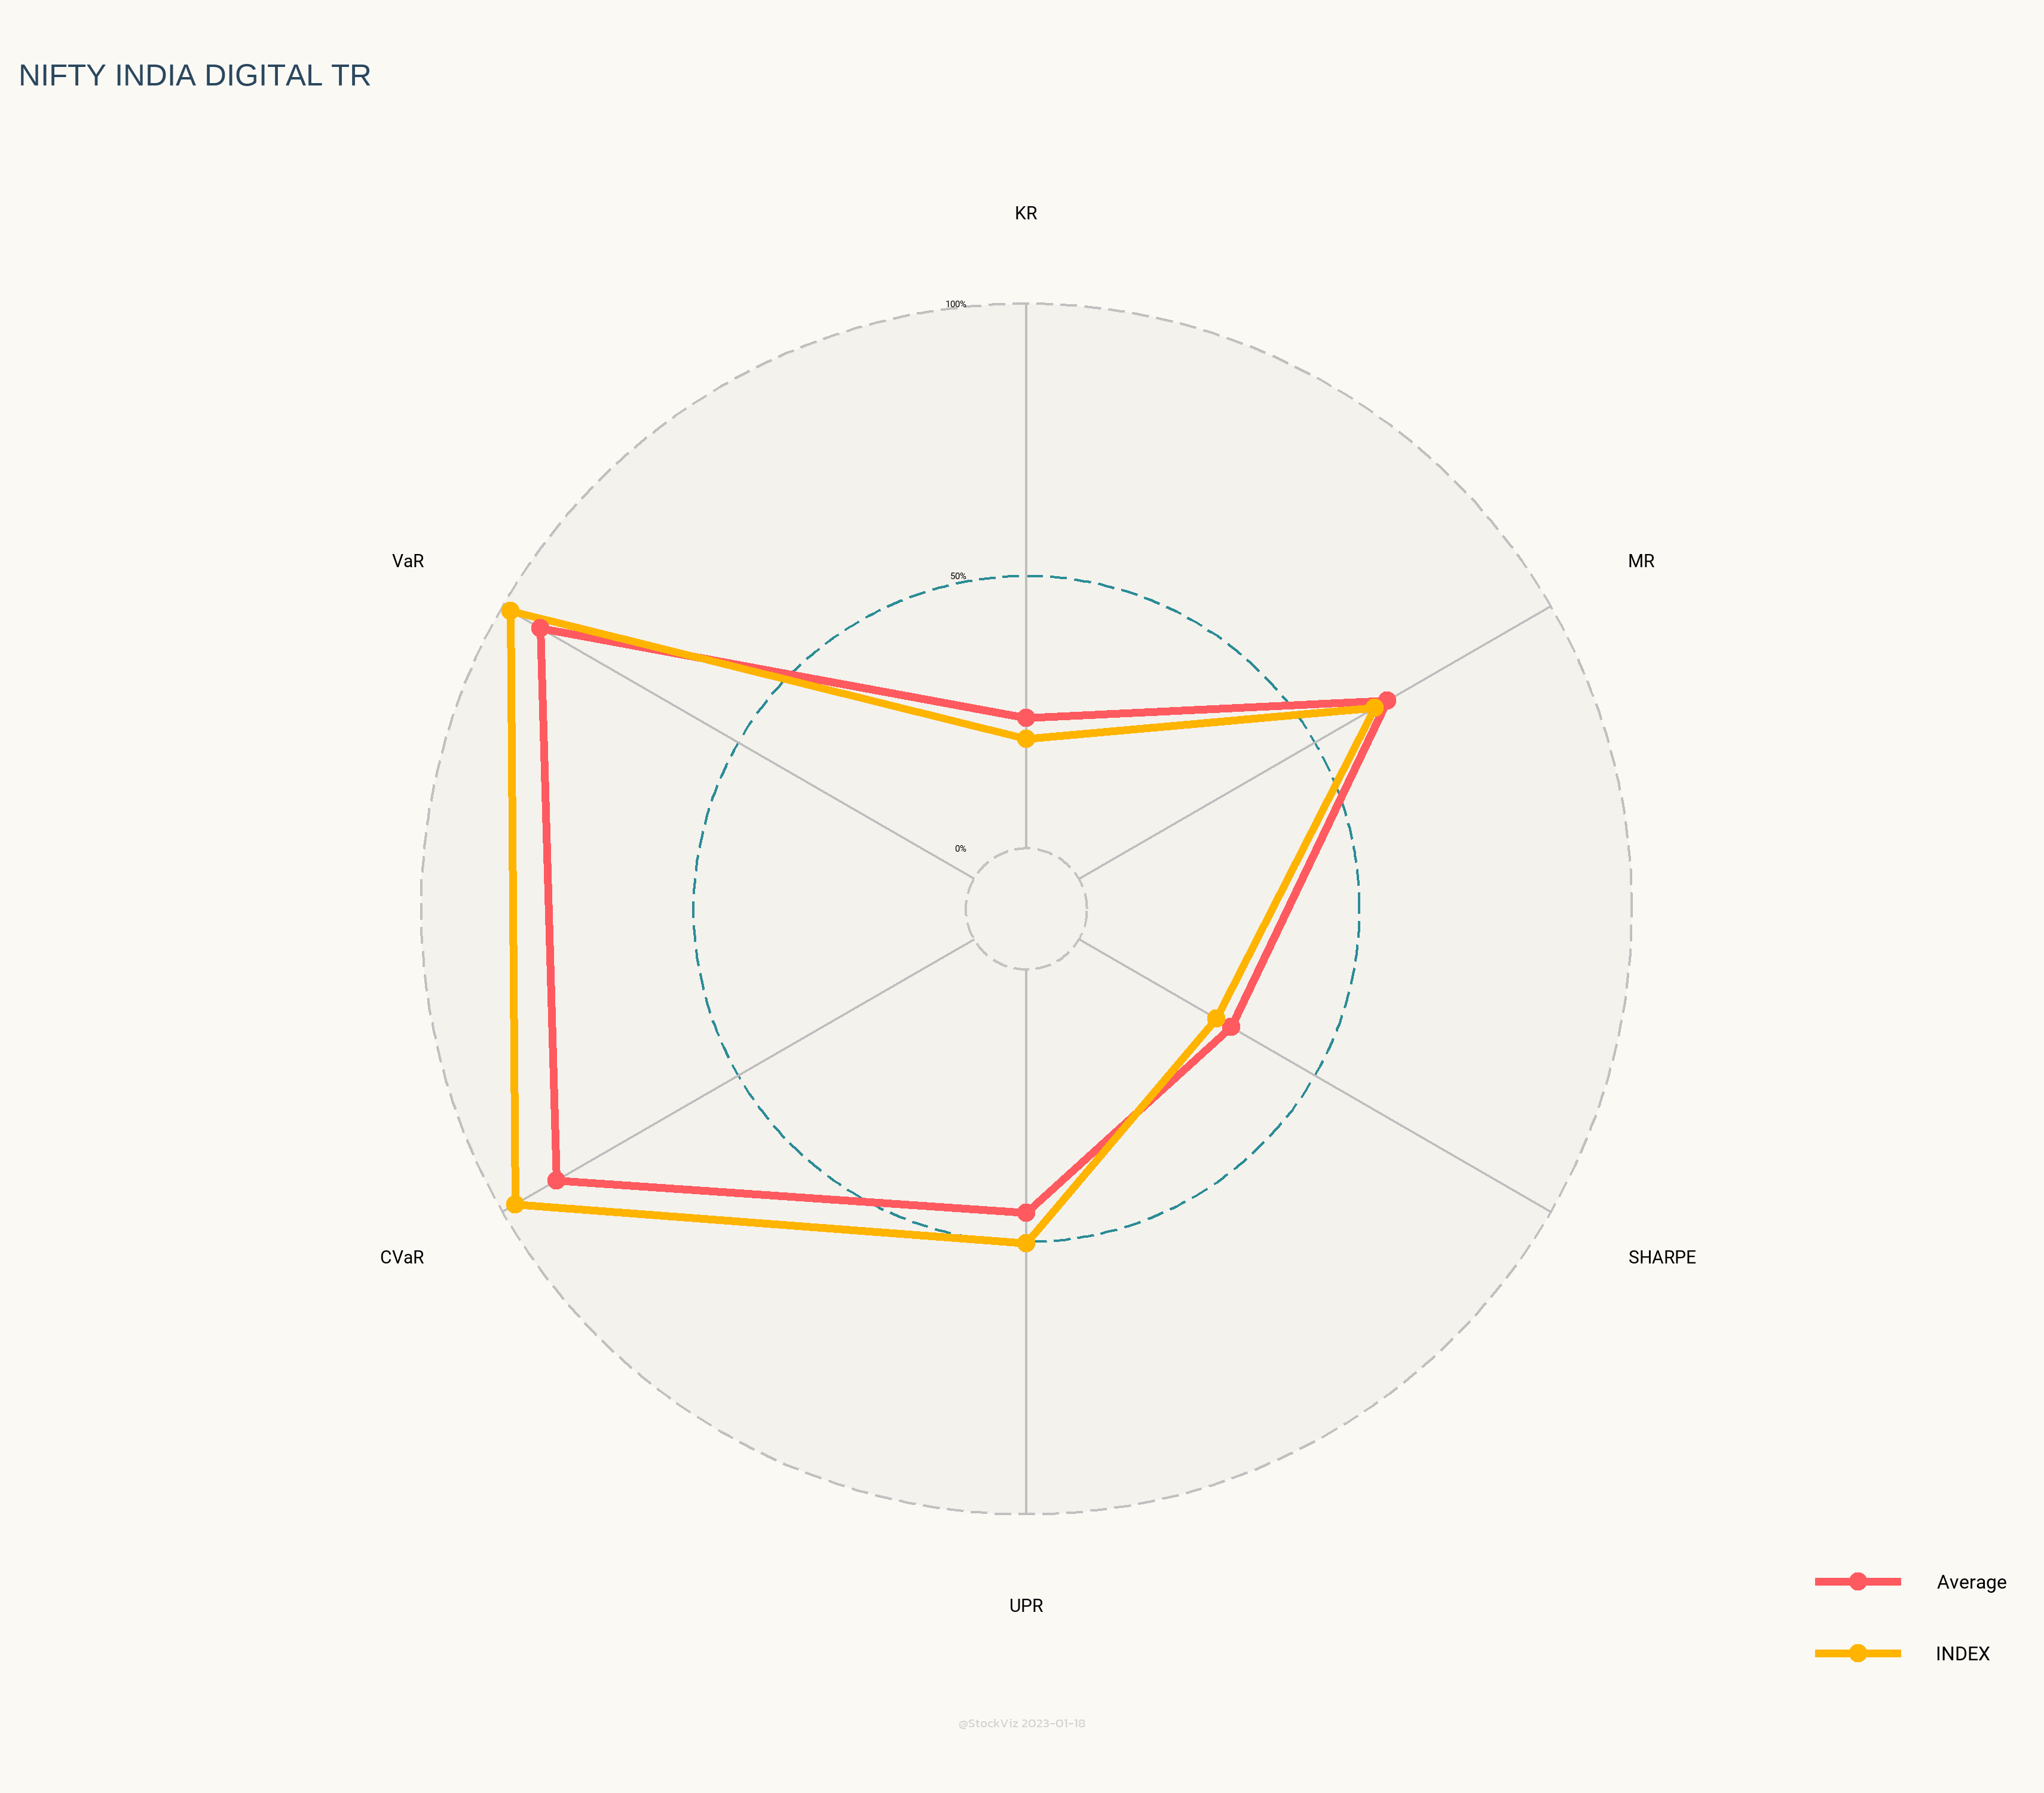 NIFTY INDIA DIGITAL TR
KR
100%
VaR
MR
50%
0%
CVaR
SHARPE
UPR
Average
INDEX
@StockViz 2023-01-18